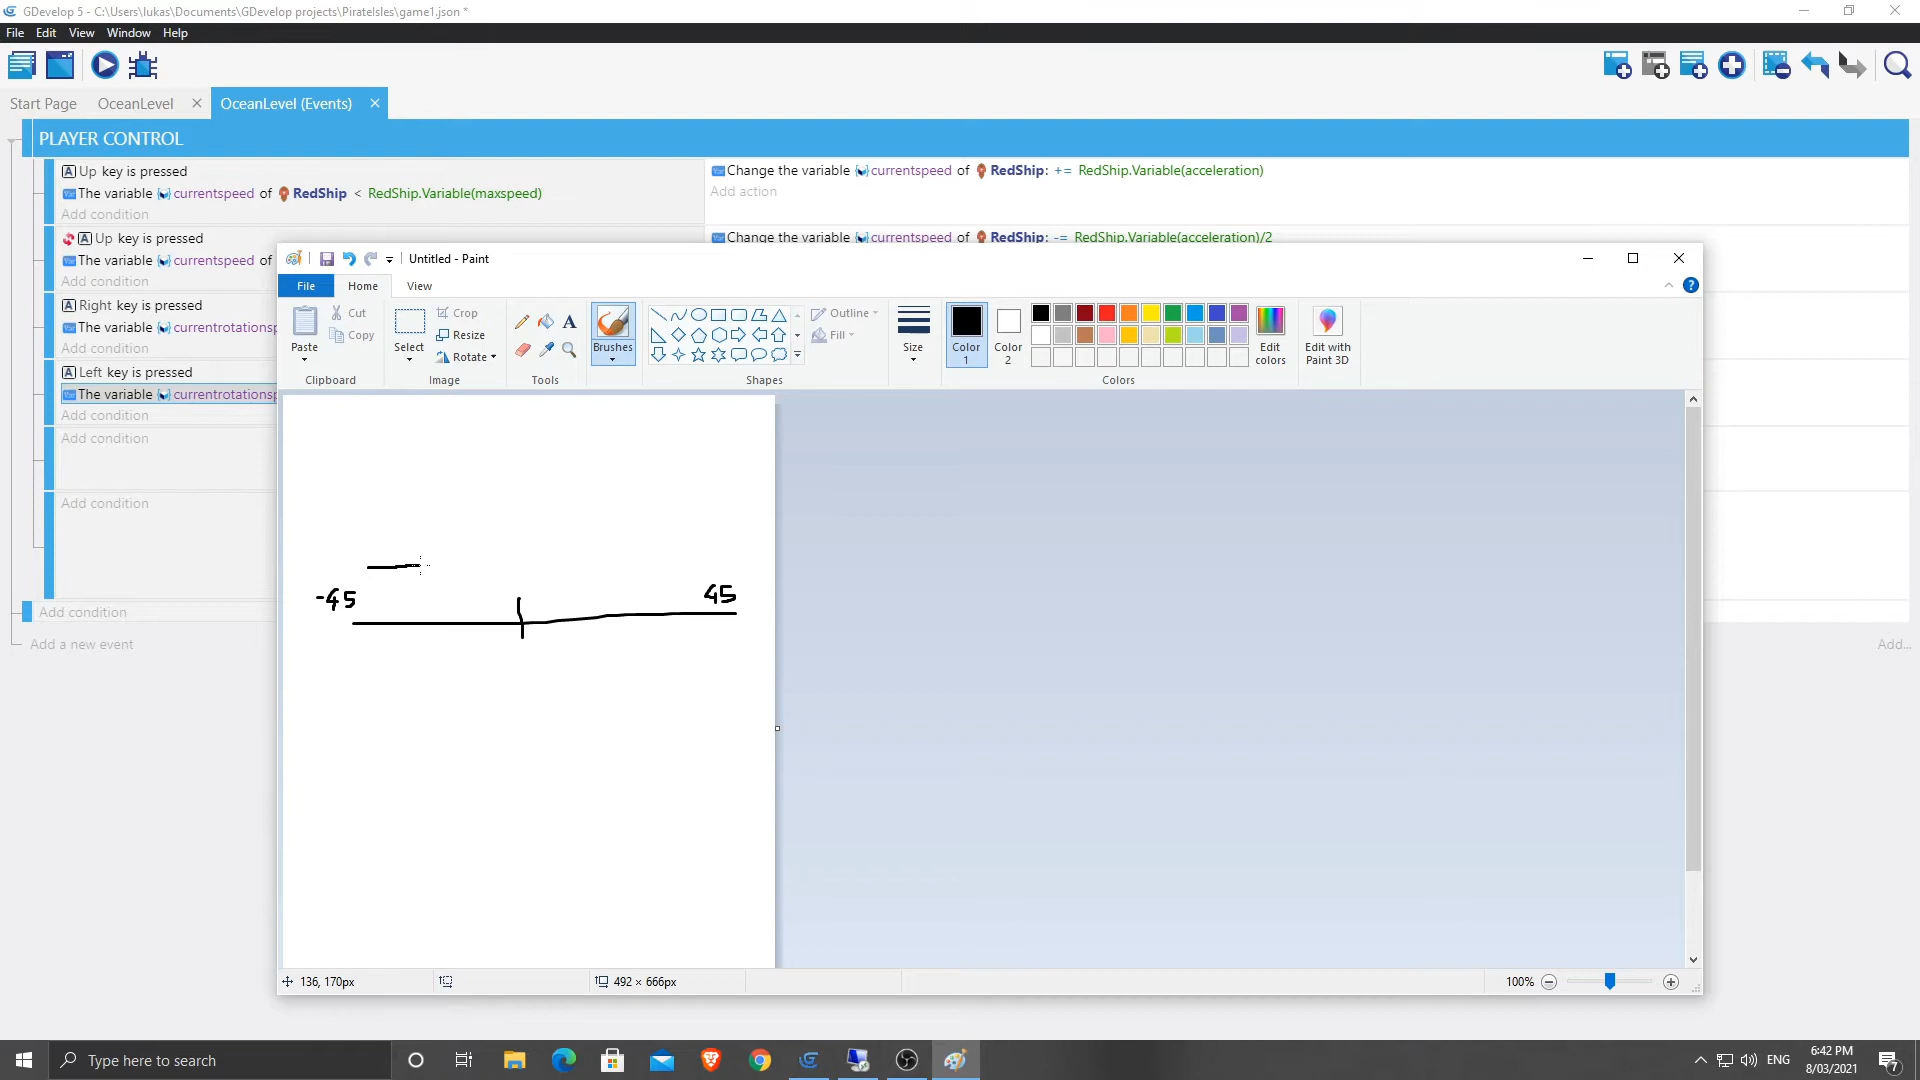 GDevelop 5 - C:\Users\lukas\Documents\GDevelop projects\PirateIsles\game1.json *
File Edit View Window Help
Start Page OceanLevel × OceanLevel (Events) ×
PLAYER CONTROL
Up key is pressed
Change the variable currentspeed of RedShip: += RedShip.Variable(acceleration)
The variable currentspeed of RedShip < RedShip.Variable(maxspeed)
Add action
Add condition
Up key is pressed
Change the variable currentspeed of RedShip: -= RedShip.Variable(acceleration)/2
The variable currentspeed of
Add condition
Right key is pressed
The variable currentrotationsp
Add condition
Left key is pressed
The variable currentrotationsp
Add condition
Add condition
Add condition
Add condition
Add a new event
Add...
Untitled - Paint
File Home View
Paste
Cut
Copy
Clipboard
Select
Crop
Resize
Rotate
Image
A
Tools
Brushes
Outline
Fill
Shapes
Size
Color 1
Color 2
Edit colors
Colors
Edit with Paint 3D
-45
45
136, 170px
492 × 666px
100%
Type here to search
ENG
6:42 PM
8/03/2021
7